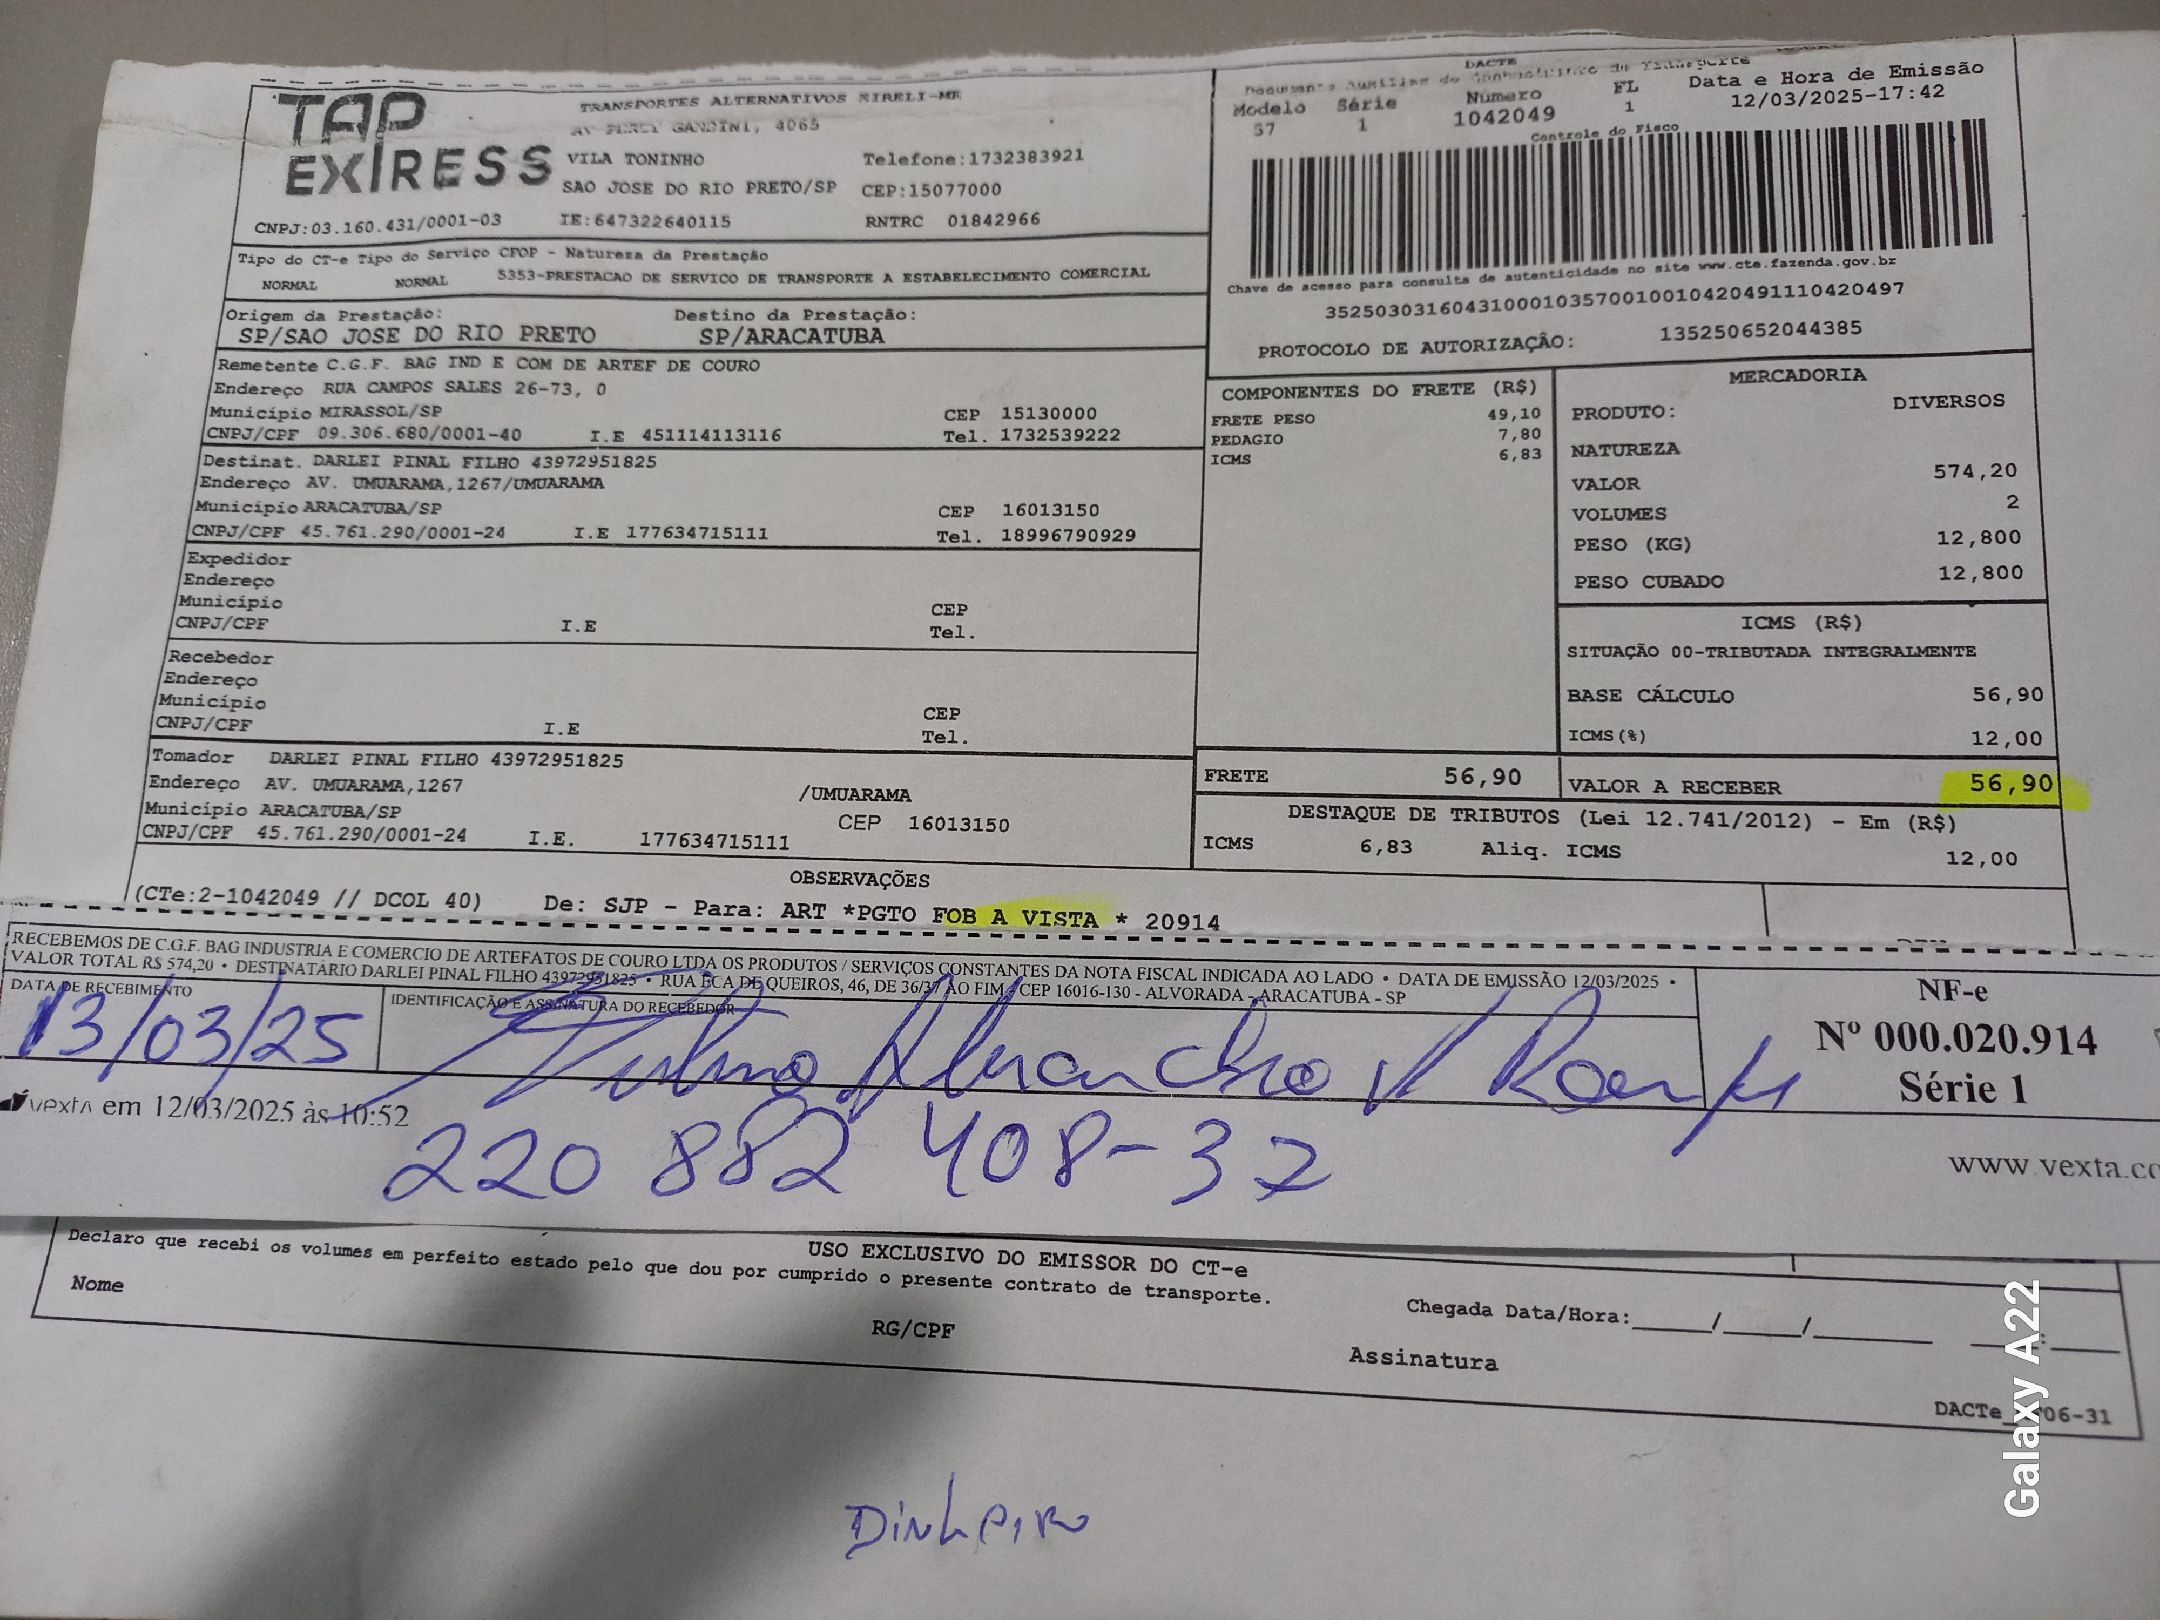 TAP
EXPRESS
TRANSPORTES ALTERNATIVOS EIRELI-ME
AV PERCY GANDINI, 4065
VILA TONINHO Telefone:1732383921
SAO JOSE DO RIO PRETO/SP CEP:15077000
CNPJ:03.160.431/0001-03 IE:647322640115 RNTRC 01842966
DACTE
Documento Auxiliar do Conhecimento de Transporte
Modelo Série Número FL Data e Hora de Emissão
57 1 1042049 1 12/03/2025-17:42
Controle do Fisco
Chave de acesso para consulta de autenticidade no site www.cte.fazenda.gov.br
35250303160431000103570010010420491110420497
PROTOCOLO DE AUTORIZAÇÂO: 135250652044385
Tipo do CT-e Tipo do Serviço CFOP - Natureza da Prestação
NORMAL NORMAL 5353-PRESTACAO DE SERVICO DE TRANSPORTE A ESTABELECIMENTO COMERCIAL
Origem da Prestação: Destino da Prestação:
SP/SAO JOSE DO RIO PRETO SP/ARACATUBA
Remetente C.G.F. BAG IND E COM DE ARTEF DE COURO
Endereço RUA CAMPOS SALES 26-73, 0
Município MIRASSOL/SP CEP 15130000
CNPJ/CPF 09.306.680/0001-40 I.E 451114113116 Tel. 1732539222
Destinat. DARLEI PINAL FILHO 43972951825
Endereço AV. UMUARAMA,1267/UMUARAMA
Município ARACATUBA/SP CEP 16013150
CNPJ/CPF 45.761.290/0001-24 I.E 177634715111 Tel. 18996790929
Expedidor
Endereço
Município CEP
CNPJ/CPF I.E Tel.
Recebedor
Endereço
Município CEP
CNPJ/CPF I.E Tel.
Tomador DARLEI PINAL FILHO 43972951825
Endereço AV. UMUARAMA,1267 /UMUARAMA
Município ARACATUBA/SP CEP 16013150
CNPJ/CPF 45.761.290/0001-24 I.E. 177634715111
COMPONENTES DO FRETE (R$)
FRETE PESO 49,10
PEDAGIO 7,80
ICMS 6,83
MERCADORIA
PRODUTO: DIVERSOS
NATUREZA
VALOR 574,20
VOLUMES 2
PESO (KG) 12,800
PESO CUBADO 12,800
ICMS (R$)
SITUAÇÃO 00-TRIBUTADA INTEGRALMENTE
BASE CÁLCULO 56,90
ICMS(%) 12,00
FRETE 56,90 VALOR A RECEBER 56,90
DESTAQUE DE TRIBUTOS (Lei 12.741/2012) - Em (R$)
ICMS 6,83 Aliq. ICMS 12,00
OBSERVAÇÕES
(CTe:2-1042049 // DCOL 40) De: SJP - Para: ART *PGTO FOB A VISTA * 20914
RECEBEMOS DE C.G.F. BAG INDUSTRIA E COMERCIO DE ARTEFATOS DE COURO LTDA OS PRODUTOS / SERVIÇOS CONSTANTES DA NOTA FISCAL INDICADA AO LADO • DATA DE EMISSÃO 12/03/2025 •
VALOR TOTAL R$ 574,20 • DESTINATÁRIO DARLEI PINAL FILHO 43972951825 • RUA ECA DE QUEIROS, 46, DE 36/37 AO FIM - CEP 16016-130 - ALVORADA - ARACATUBA - SP
DATA DE RECEBIMENTO IDENTIFICAÇÃO E ASSINATURA DO RECEBEDOR
13/03/25
NF-e
Nº 000.020.914
Série 1
vexta em 12/03/2025 às 10:52
220 882 408-37
www.vexta.co
USO EXCLUSIVO DO EMISSOR DO CT-e
Declaro que recebi os volumes em perfeito estado pelo que dou por cumprido o presente contrato de transporte.
Nome RG/CPF Assinatura
Chegada Data/Hora:_____/_____/_______ ___:____
DACTe_ 06-31
Dinheiro
Galaxy A22